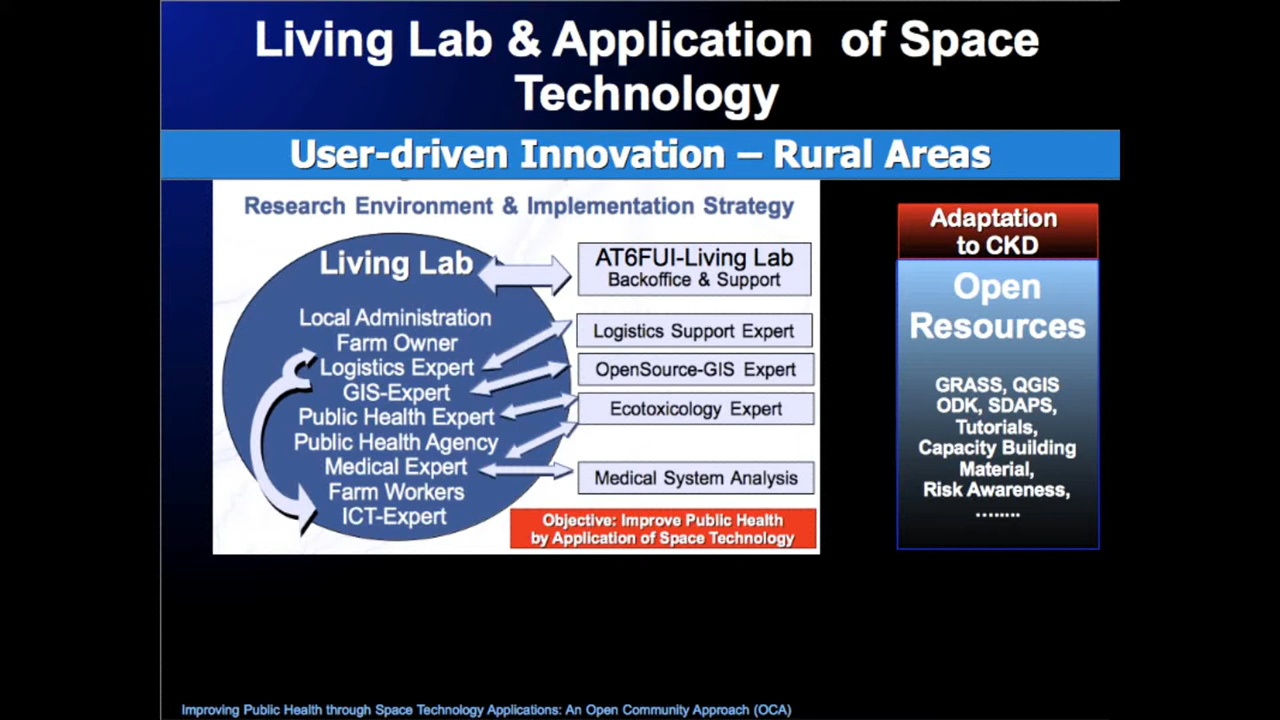 Living Lab & Application of Space
Technology
User-driven Innovation – Rural Areas
Research Environment & Implementation Strategy
Living Lab
Local Administration
Farm Owner
Logistics Expert
GIS-Expert
Public Health Expert
Public Health Agency
Medical Expert
Farm Workers
ICT-Expert
AT6FUI-Living Lab
Backoffice & Support
Logistics Support Expert
OpenSource-GIS Expert
Ecotoxicology Expert
Medical System Analysis
Objective: Improve Public Health
by Application of Space Technology
Adaptation
to CKD
Open
Resources
GRASS, QGIS
ODK, SDAPS,
Tutorials,
Capacity Building
Material,
Risk Awareness,
........
Improving Public Health through Space Technology Applications: An Open Community Approach (OCA)